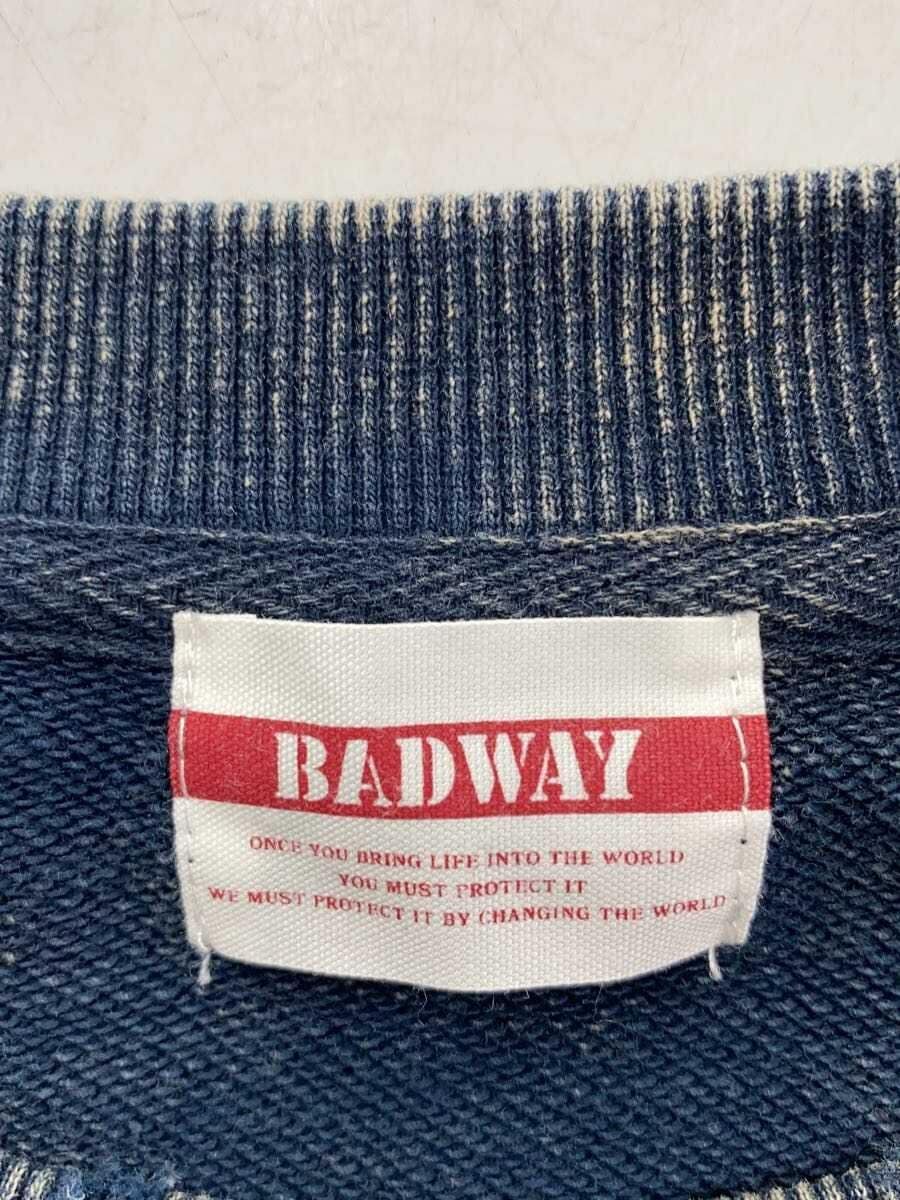 BADWAY
ONCE YOU BRING LIFE INTO THE WORLD
YOU MUST PROTECT IT
WE MUST PROTECT IT BY CHANGING THE WORLD